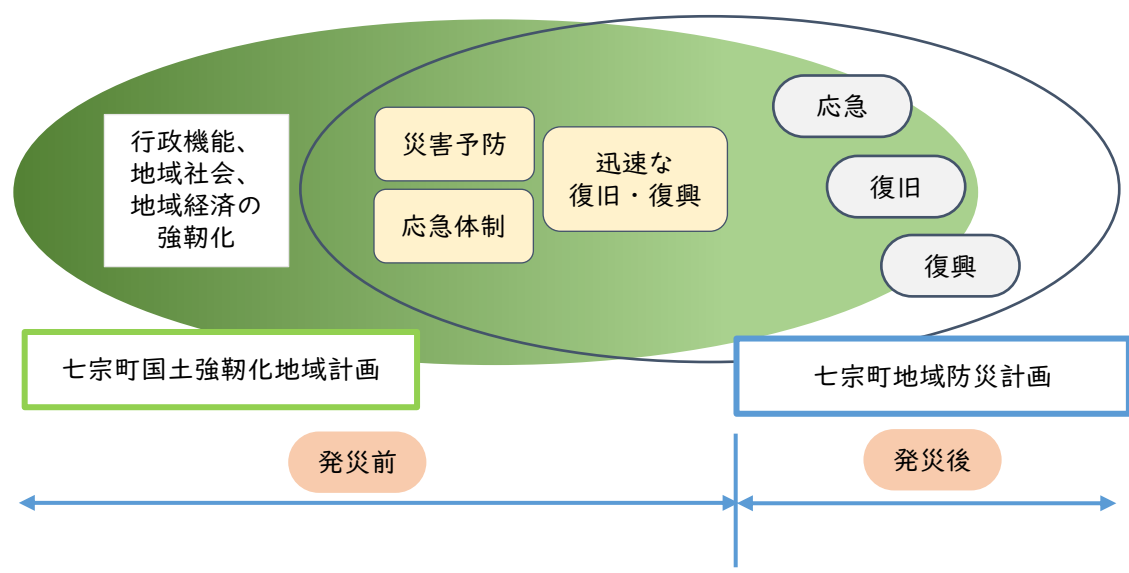 行政機能、
地域社会、
地域経済の
強靭化
災害予防
応急体制
迅速な
復旧・復興
応急
復旧
復興
七宗町国土強靭化地域計画
七宗町地域防災計画
発災前
発災後